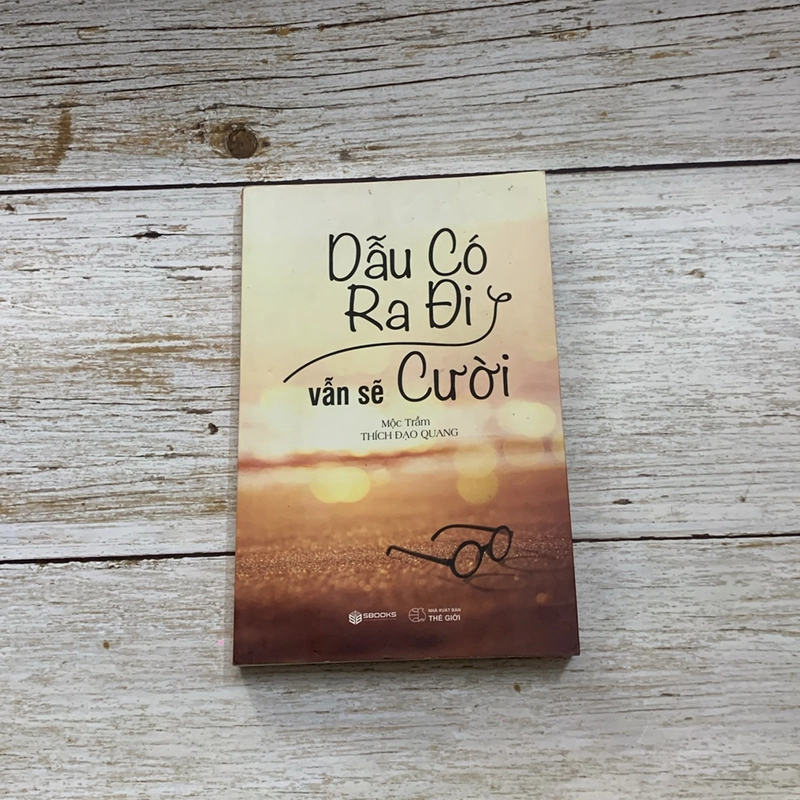 Dẫu Có
Ra Đi
vẫn sẽ Cười
Mộc Trầm
THÍCH ĐẠO QUANG
SBOOKS
NHÀ XUẤT BẢN
THẾ GIỚI